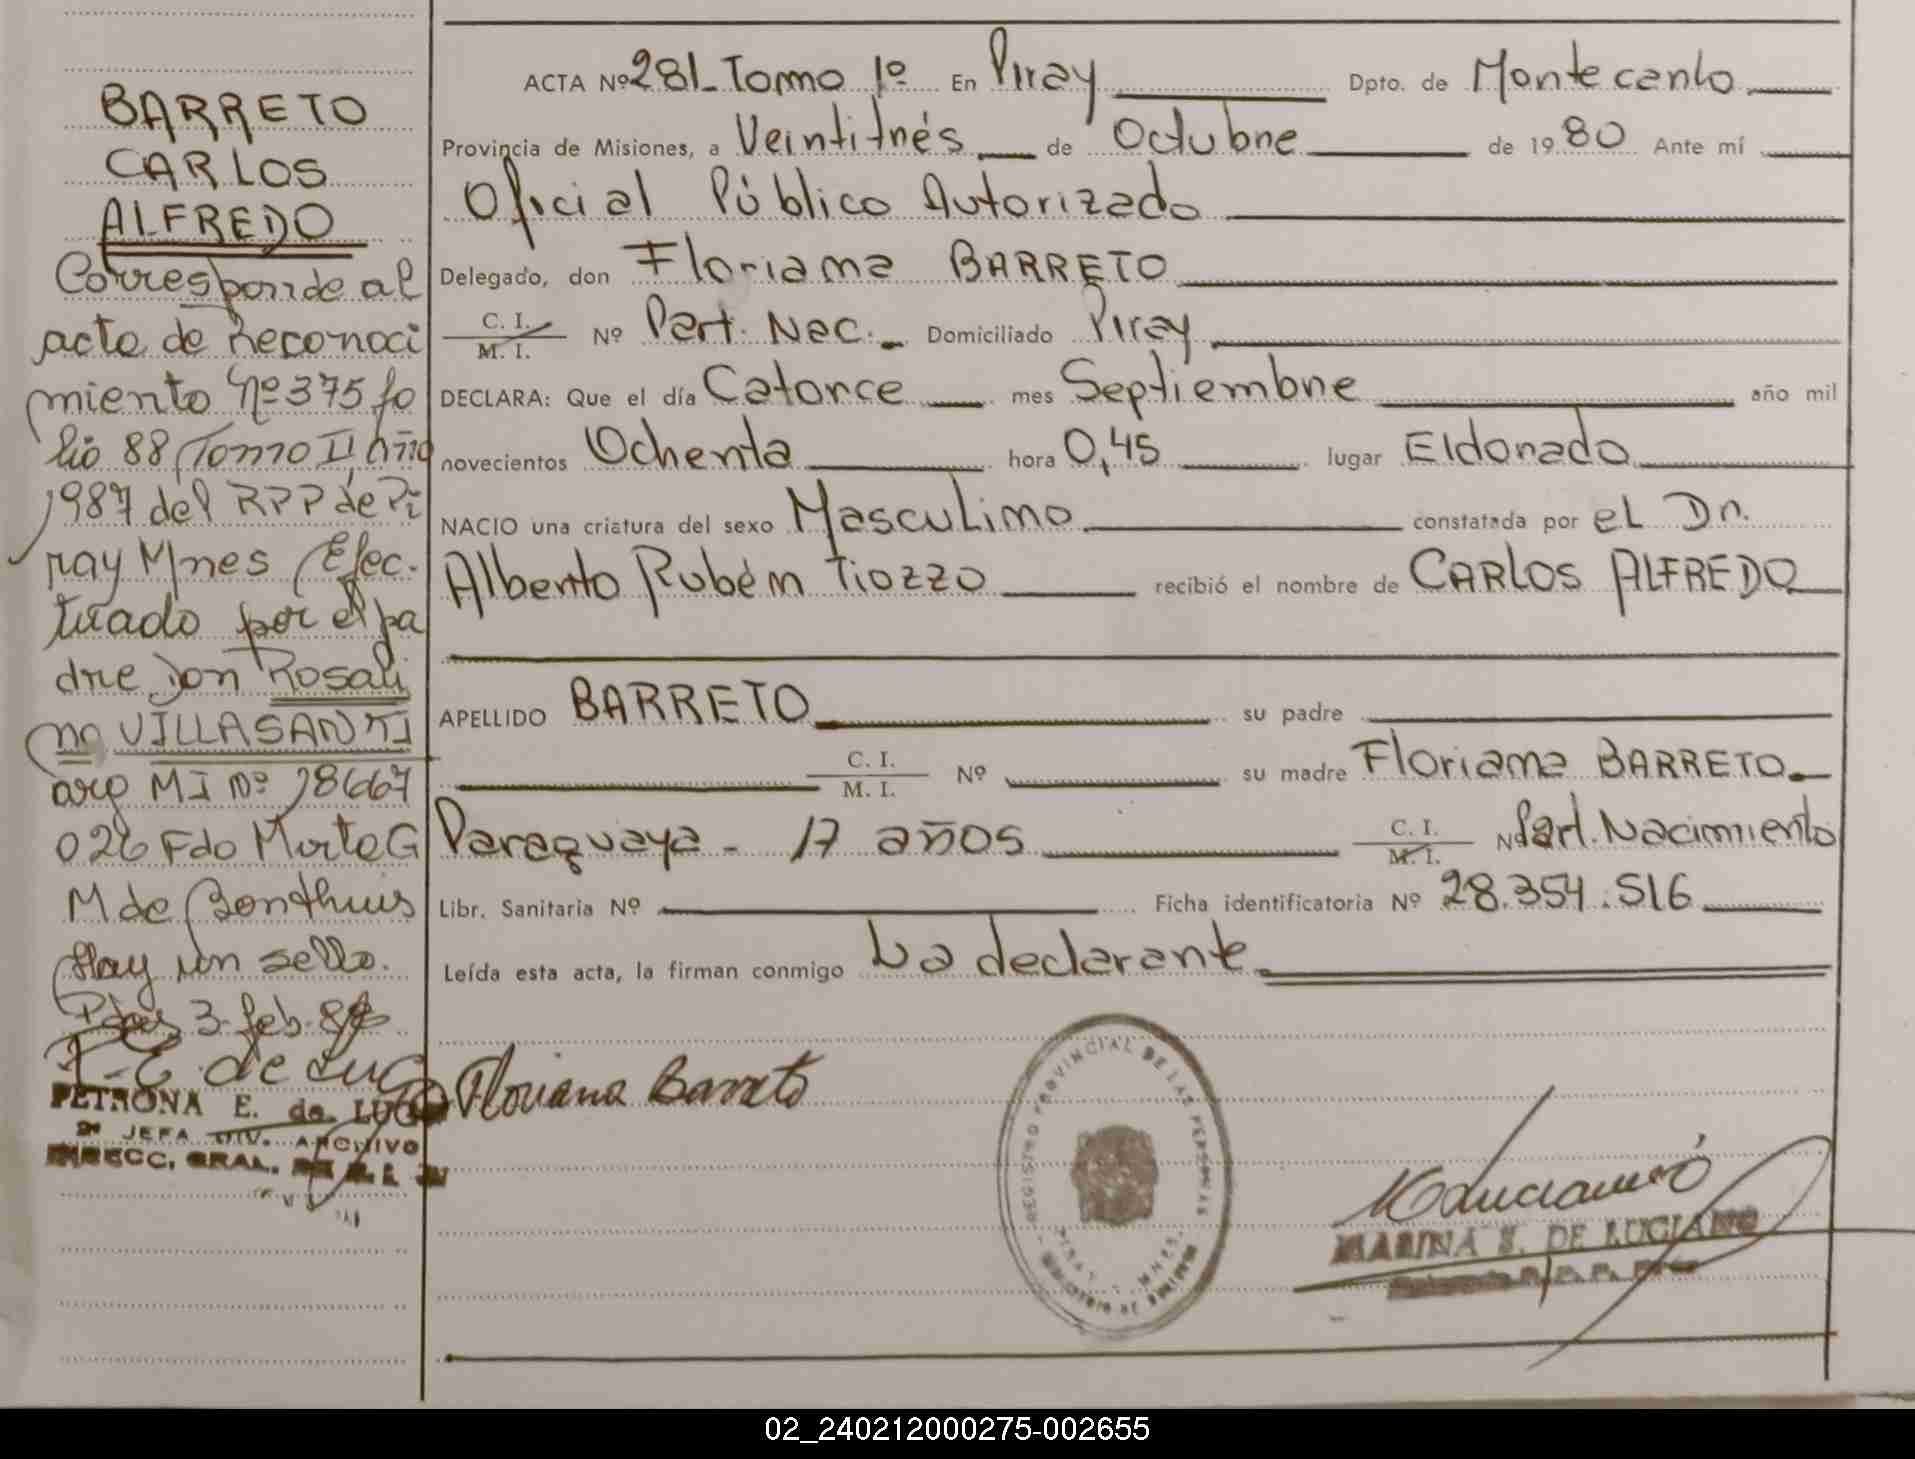 BARRETO
CARLOS
ALFREDO
Corresponde al
acta de Reconoci
miento Nº 375 fo
lio 88 Tomo II año
1987 del RPP de Pi
ray Mnes Efec-
tuado por el pa
dre don Rosali
no VILLASANTI
arg MI Nº 18667
026 Fdo Marta G
M de Bonthuis
Hay un sello.
3-feb-88
P. E. de Lugo
PETRONA E. de LUGO
2ª JEFA DIV. ARCHIVO
DIRECC. GRAL.
ACTA Nº 281_ Tomo 1º En Piray Dpto. de Montecarlo
Provincia de Misiones, a Veintitrés de Octubre de 1980 Ante mí
Oficial Público Autorizado
Delegado, don Floriana BARRETO
C. I. / M. I. Nº Part. Nac. Domiciliado Piray
DECLARA: Que el día Catorce mes Septiembre año mil
novecientos Ochenta hora 0,45 lugar Eldorado
NACIO una criatura del sexo Masculino constatada por el Dr.
Alberto Rubén Tiozzo recibió el nombre de CARLOS ALFREDO
APELLIDO BARRETO su padre
C. I. / M. I. Nº su madre Floriana BARRETO
Paraguaya - 17 años C. I. / M. I. Nº Part. Nacimiento
Libr. Sanitaria Nº Ficha identificatoria Nº 28.354.516
Leída esta acta, la firman conmigo La declarante
Floriana Barreto
REGISTRO PROVINCIAL DE LAS PERSONAS
PIRAY - MNES.
MARINA S. DE LUCIANO
02_240212000275-002655